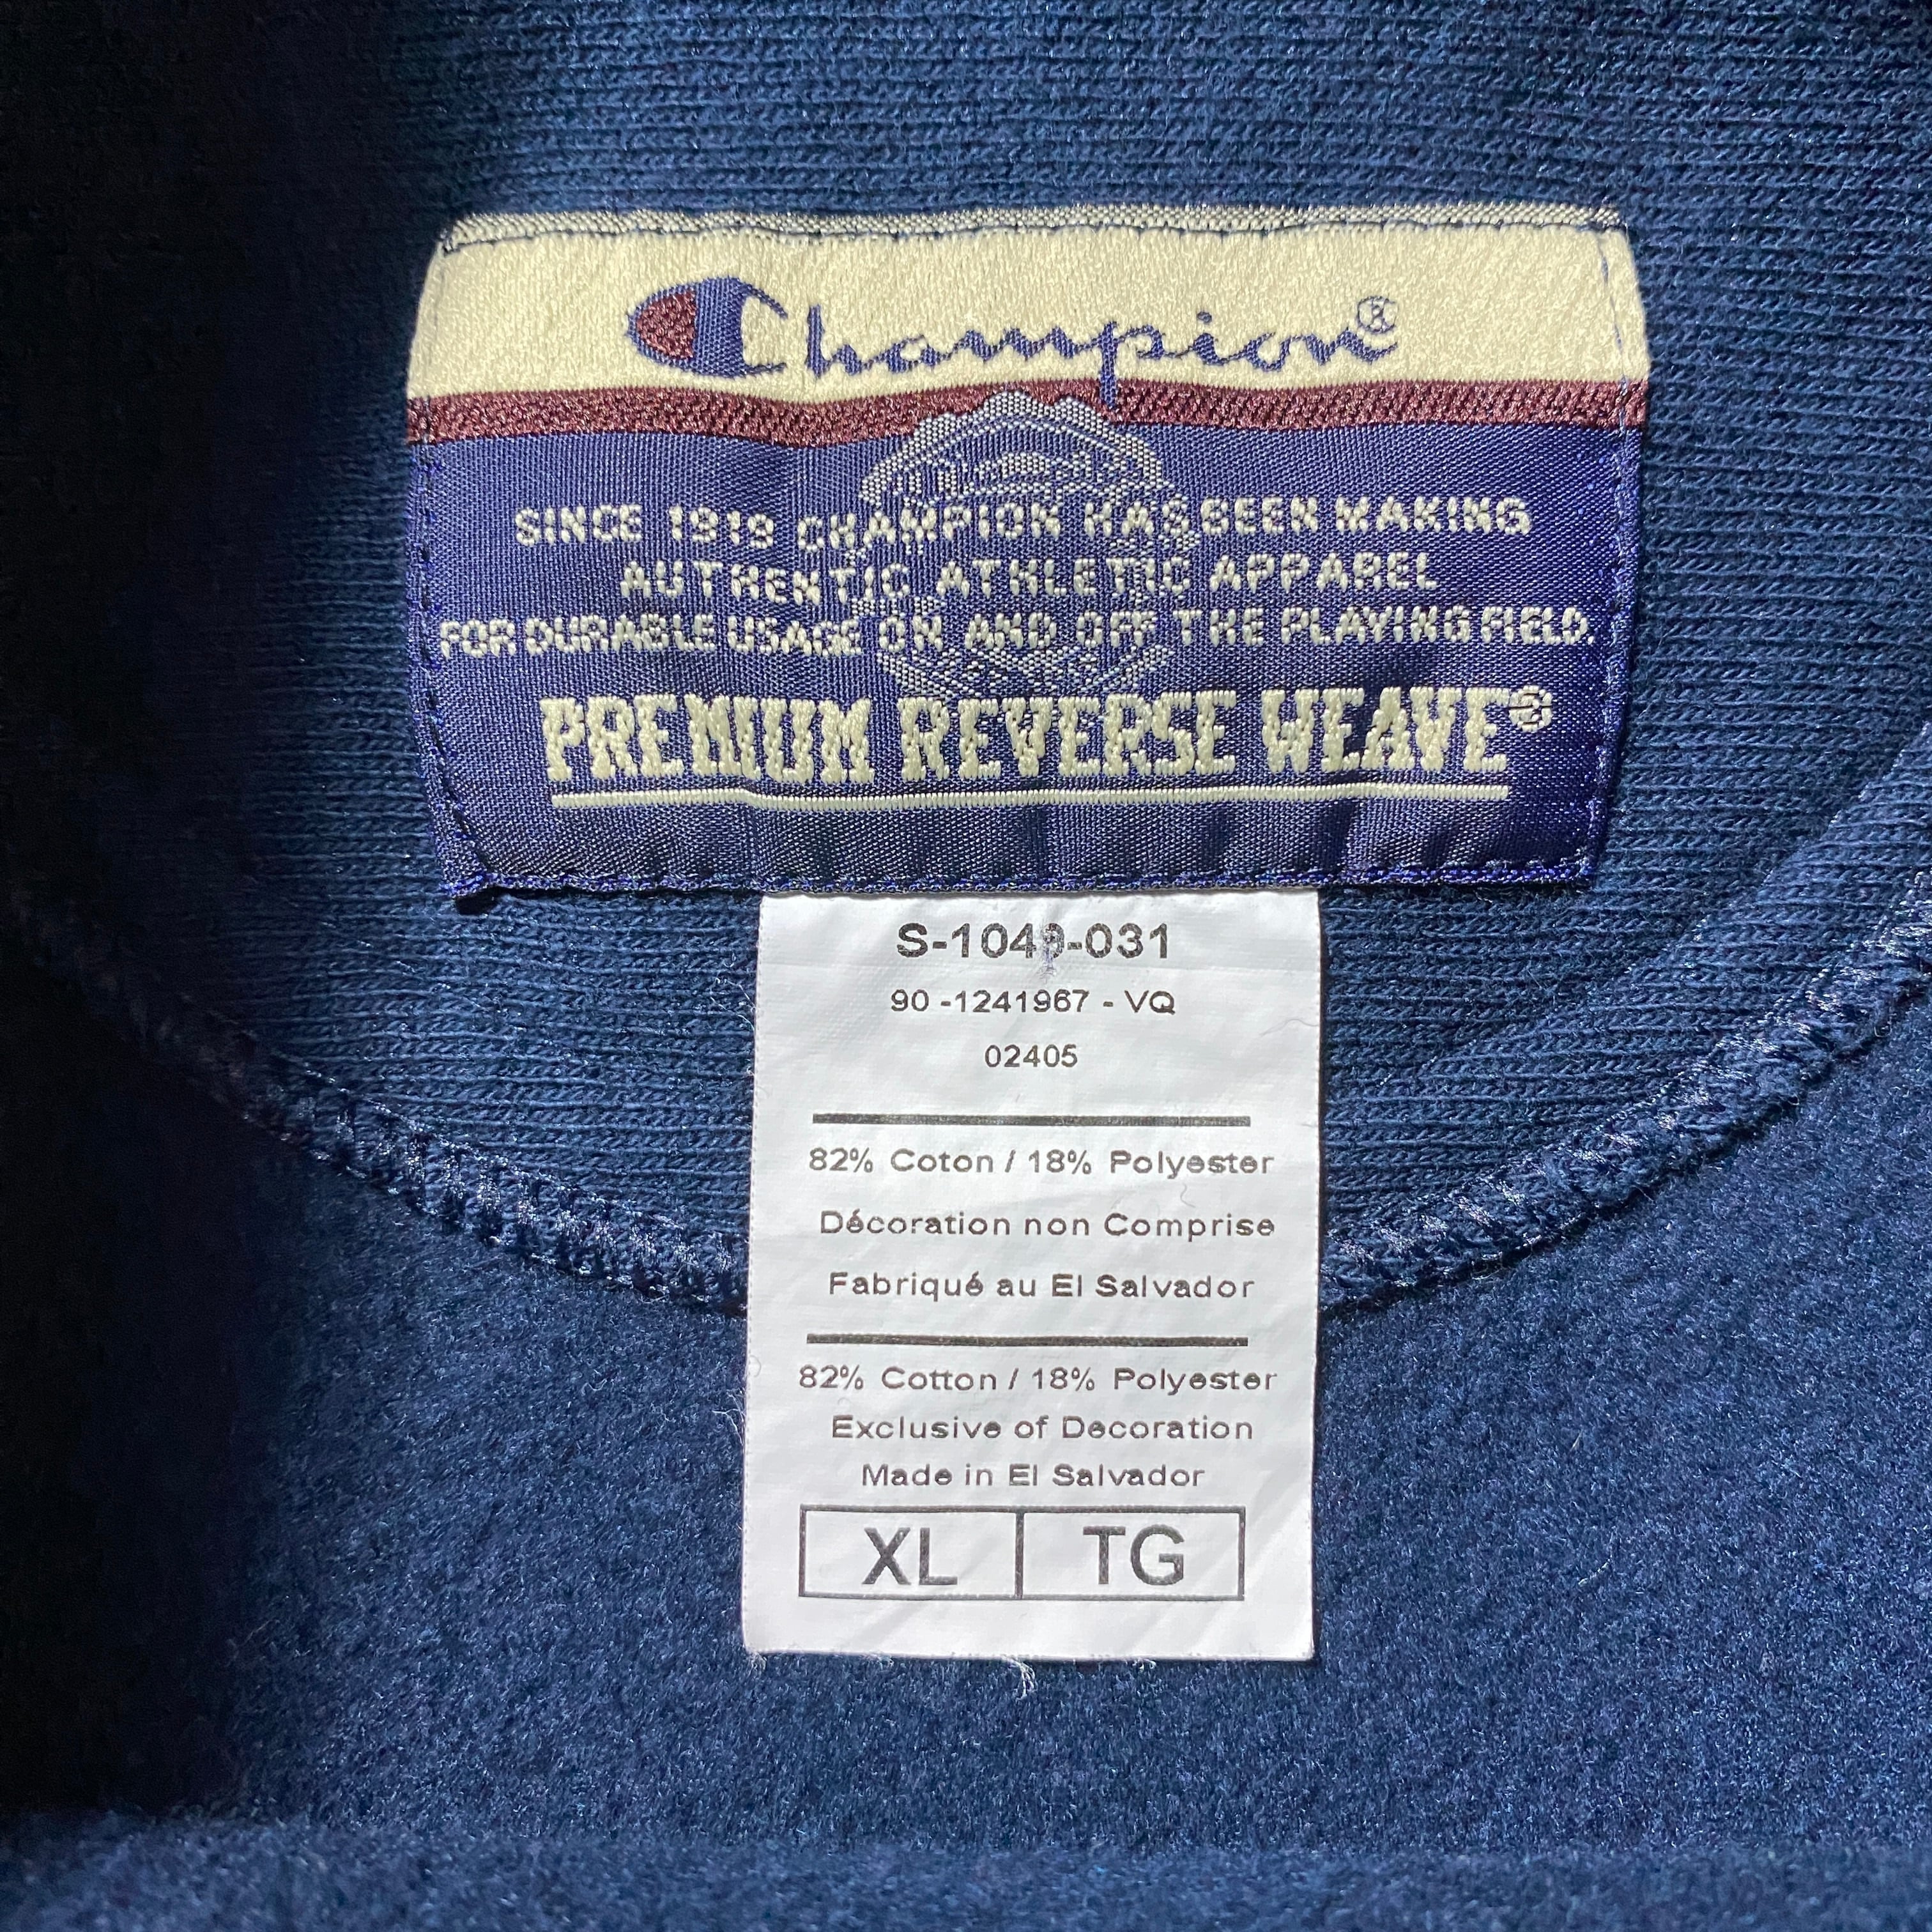 Champion®
SINCE 1919 CHAMPION HAS BEEN MAKING
AUTHENTIC ATHLETIC APPAREL
FOR DURABLE USAGE ON AND OFF THE PLAYING FIELD.
PREMIUM REVERSE WEAVE®
S-1049-031
90 -1241967 - VQ
02405
82% Coton / 18% Polyester
Décoration non Comprise
Fabriqué au El Salvador
82% Cotton / 18% Polyester
Exclusive of Decoration
Made in El Salvador
XL TG